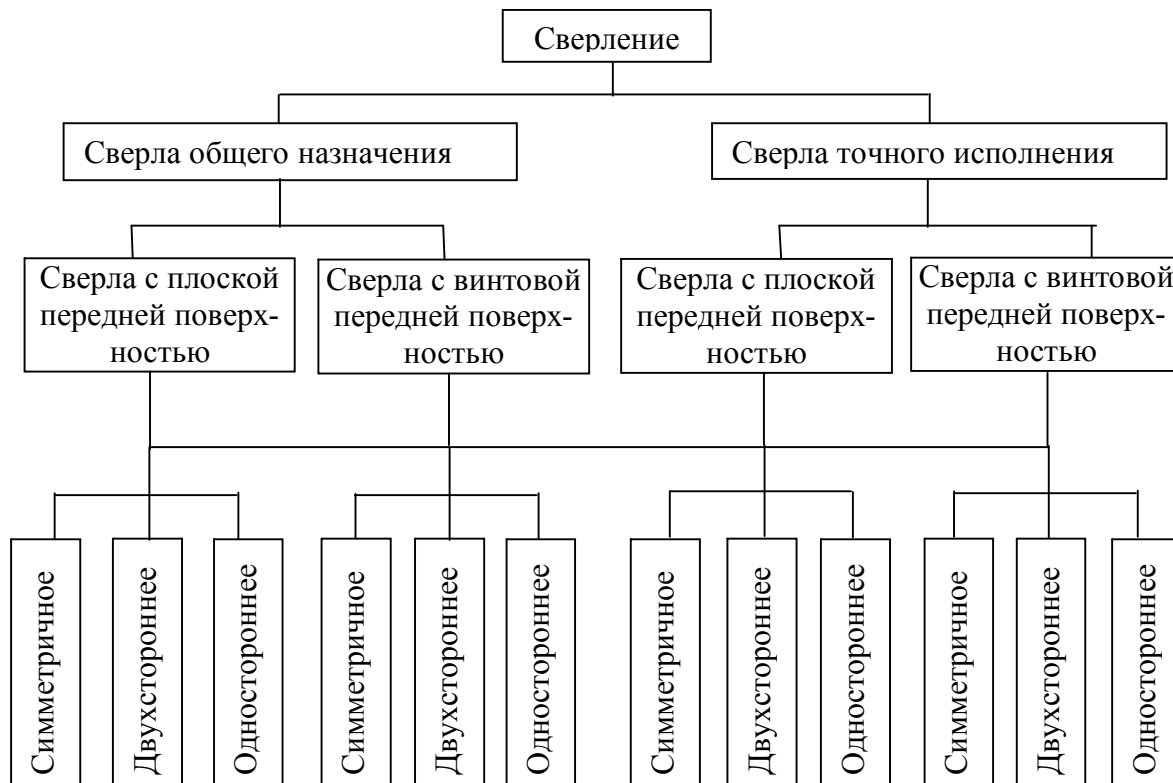 Сверление
Сверла общего назначения
Сверла точного исполнения
Сверла с плоской
передней поверх-
ностью
Сверла с винтовой
передней поверх-
ностью
Сверла с плоской
передней поверх-
ностью
Сверла с винтовой
передней поверх-
ностью
Симметричное
Двухстороннее
Одностороннее
Симметричное
Двухстороннее
Одностороннее
Симметричное
Двухстороннее
Одностороннее
Симметричное
Двухстороннее
Одностороннее